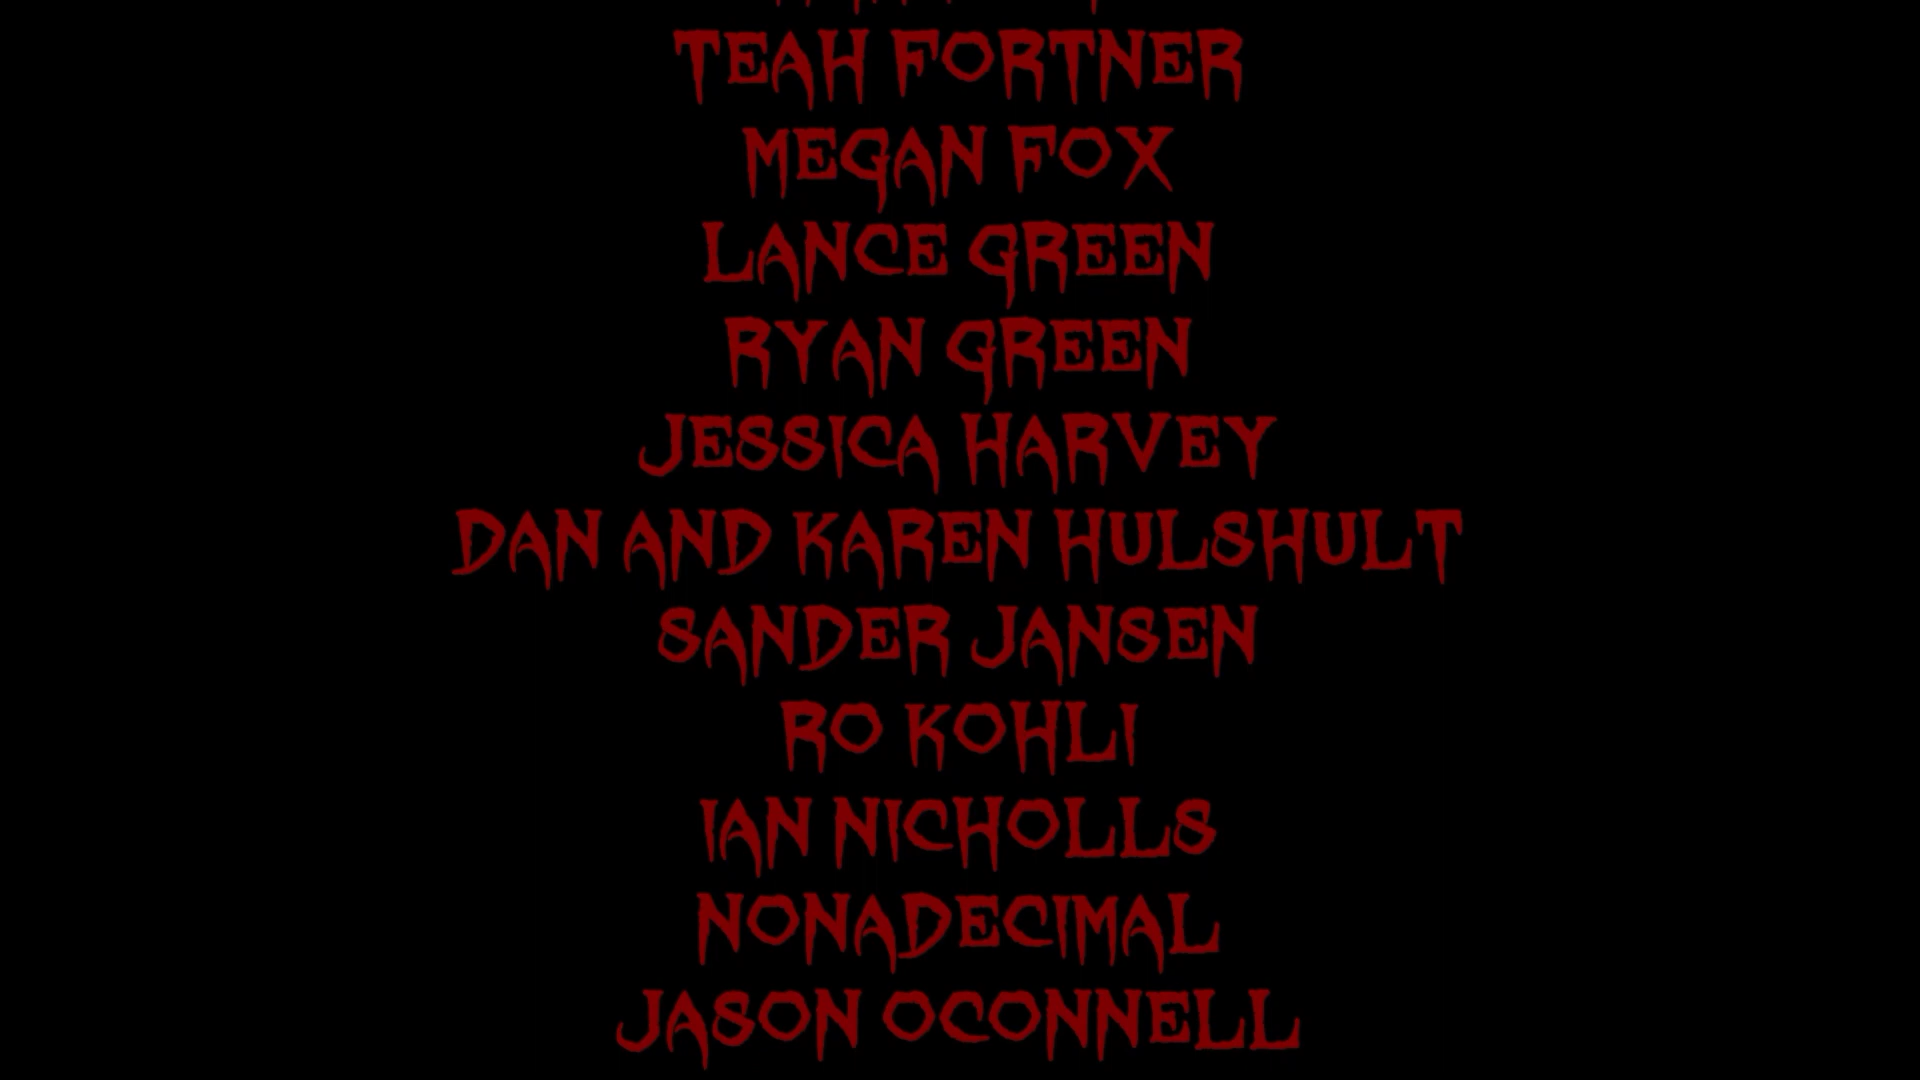 TEAH FORTNER
MEGAN FOX
LANCE GREEN
RYAN GREEN
JESSICA HARVEY
DAN AND KAREN HULSHULT
SANDER JANSEN
RO KOHLI
IAN NICHOLLS
NONADECIMAL
JASON OCONNELL